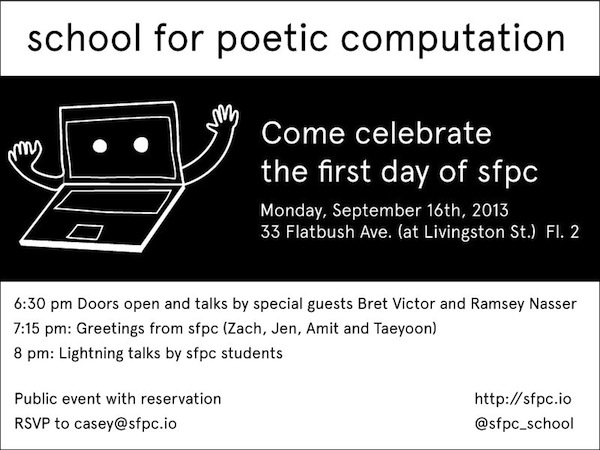 school for poetic computation
Come celebrate
the first day of sfpc
Monday, September 16th, 2013
33 Flatbush Ave. (at Livingston St.) Fl. 2
6:30 pm Doors open and talks by special guests Bret Victor and Ramsey Nasser
7:15 pm: Greetings from sfpc (Zach, Jen, Amit and Taeyoon)
8 pm: Lightning talks by sfpc students
Public event with reservation
RSVP to casey@sfpc.io
http://sfpc.io
@sfpc_school